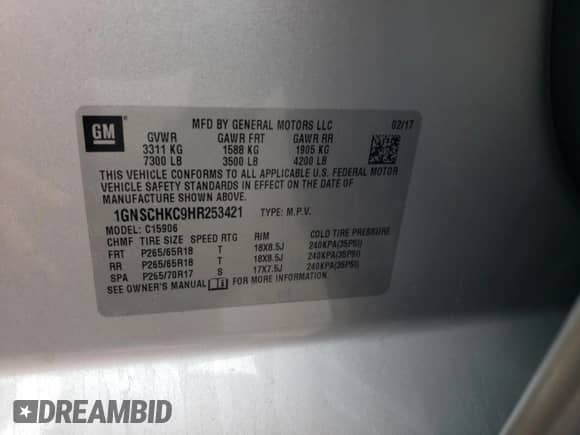 GM
MFD BY GENERAL MOTORS LLC 02/17
GVWR GAWR FRT GAWR RR
3311 KG 1588 KG 1905 KG
7300 LB 3500 LB 4200 LB
THIS VEHICLE CONFORMS TO ALL APPLICABLE U.S. FEDERAL MOTOR
VEHICLE SAFETY STANDARDS IN EFFECT ON THE DATE OF
MANUFACTURE SHOWN ABOVE.
1GNSCHKC9HR253421 TYPE: M.P.V.
MODEL: C15906
CHMF TIRE SIZE SPEED RTG RIM COLD TIRE PRESSURE
FRT P265/65R18 T 18X8.5J 240KPA(35PSI)
RR P265/65R18 T 18X8.5J 240KPA(35PSI)
SPA P265/70R17 S 17X7.5J 240KPA(35PSI)
SEE OWNER'S MANUAL FOR MORE INFORMATION.
DREAMBID